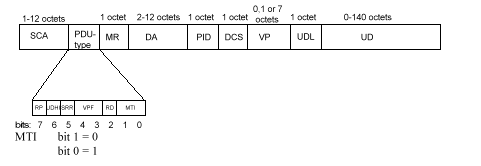 1-12 octets 1 octet 2-12 octets 1 octet 1 octet 0,1 or 7 octets 1 octet 0-140 octets
SCA PDU-type MR DA PID DCS VP UDL UD
RP UDHI SRR VPF RD MTI
bits: 7 6 5 4 3 2 1 0
MTI bit 1 = 0
bit 0 = 1